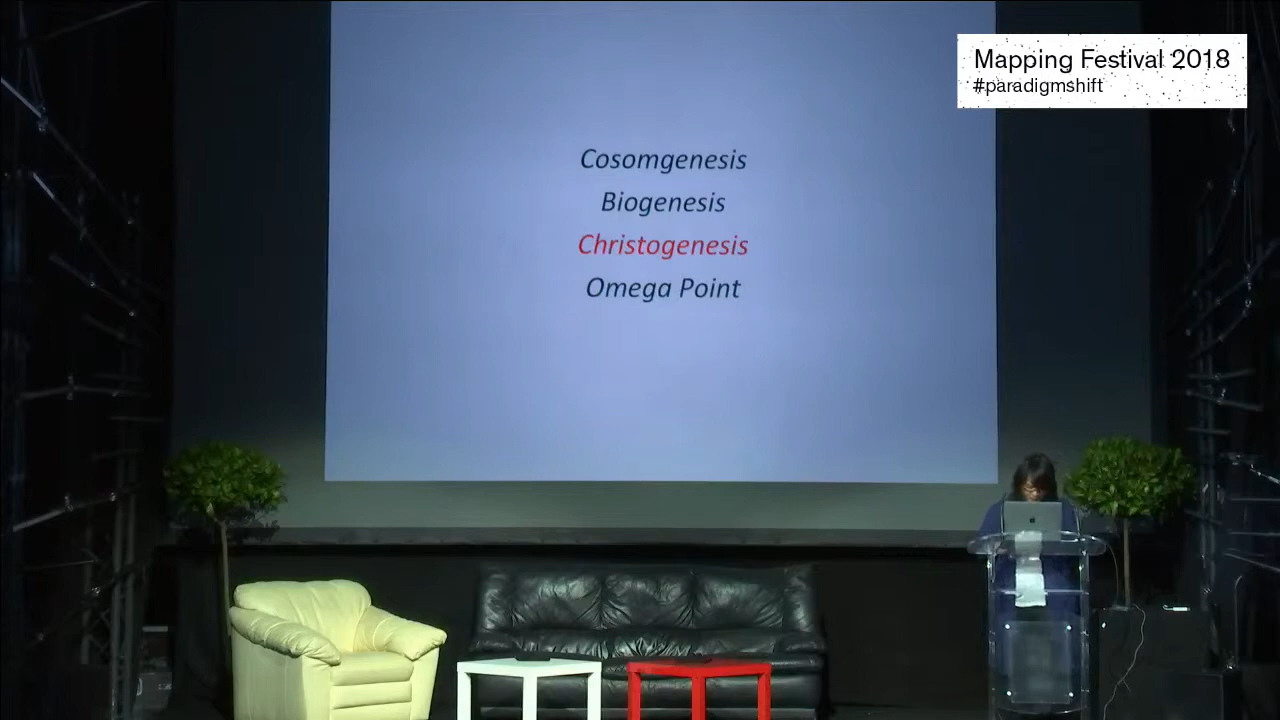 Mapping Festival 2018
#paradigmshift
Cosomgenesis
Biogenesis
Christogenesis
Omega Point